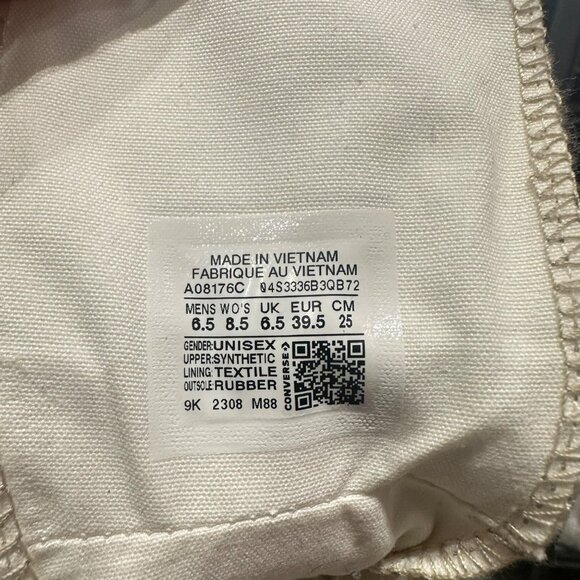 MADE IN VIETNAM
FABRIQUE AU VIETNAM
A08176C 04S3336B3QB72
MENS WO'S UK EUR CM
6.5 8.5 6.5 39.5 25
GENDER:UNISEX
UPPER:SYNTHETIC
LINING:TEXTILE
OUTSOLE:RUBBER
CONVERSE
9K 2308 M88